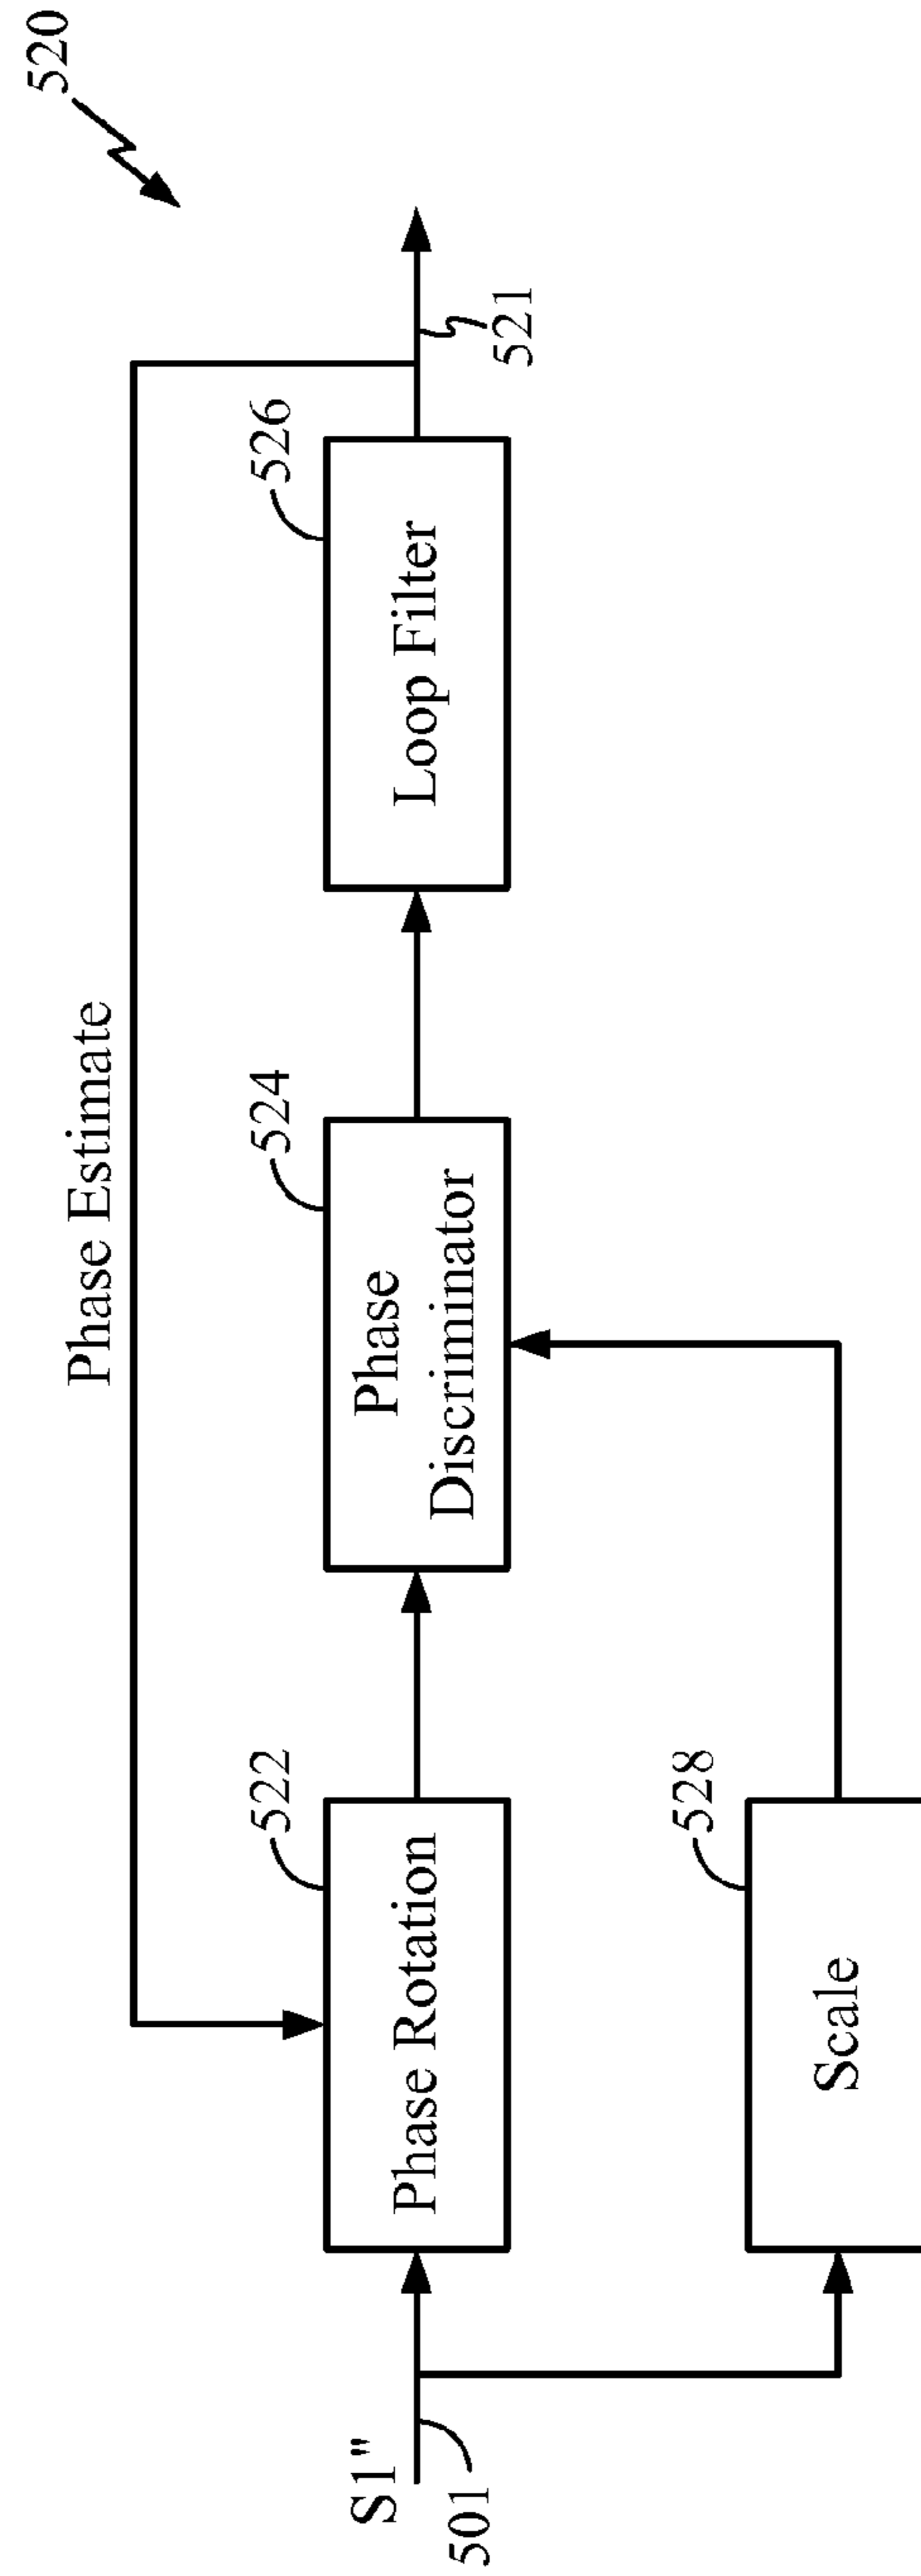 520
Phase Estimate
522
524
526
S1"
501
Phase Rotation
Phase
Discriminator
Loop Filter
521
528
Scale